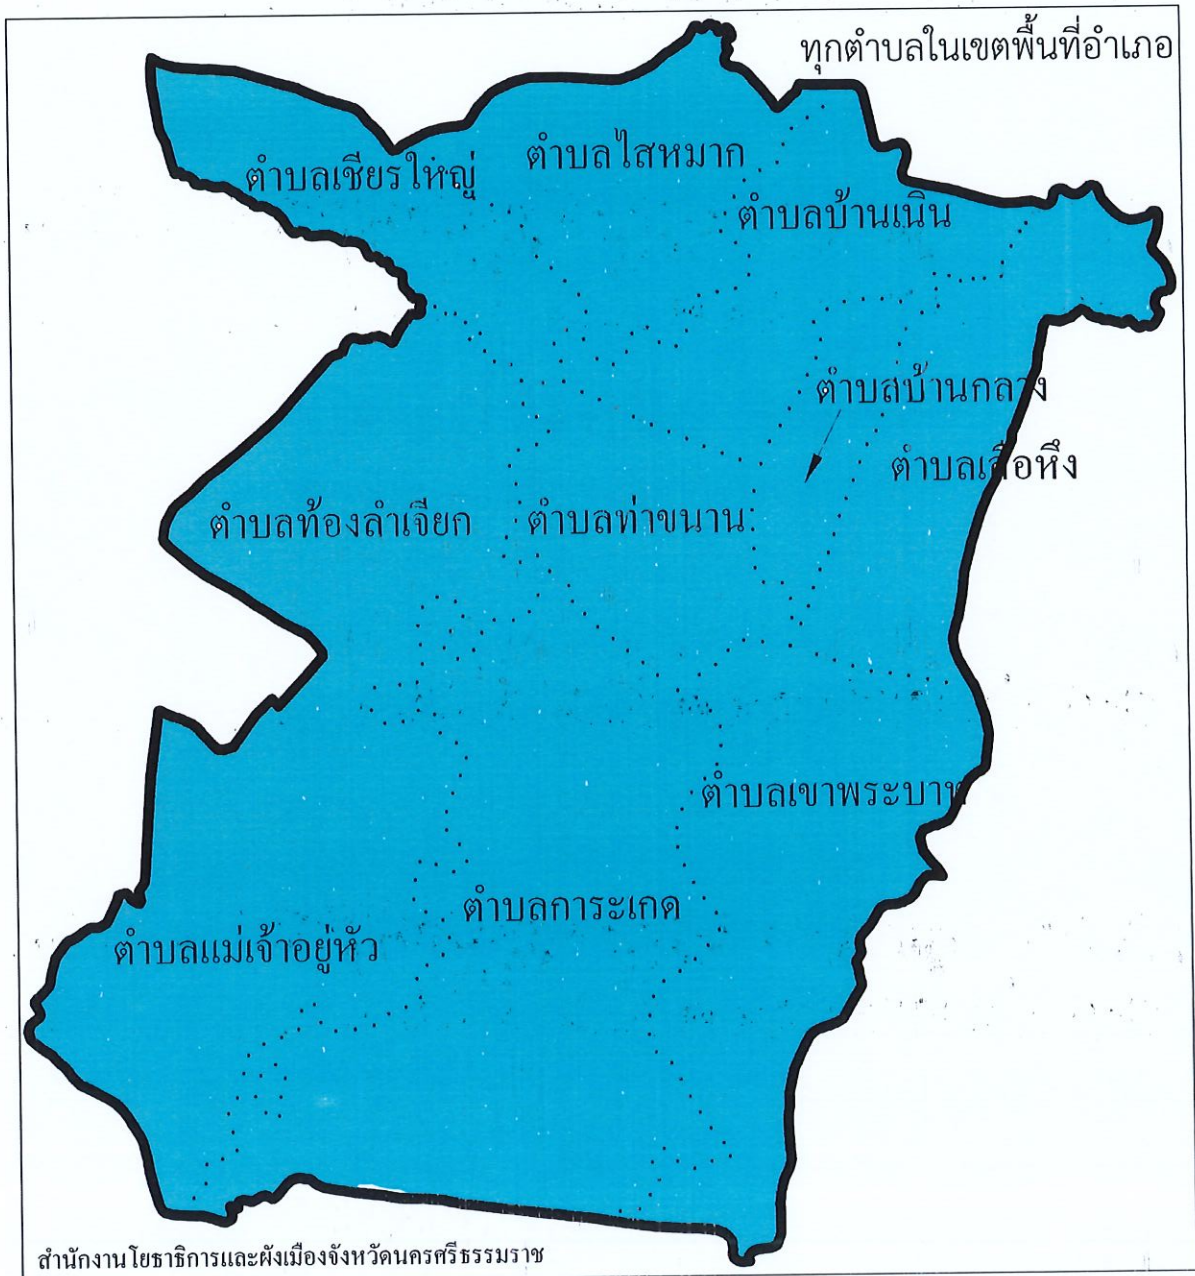 ทุกตำบลในเขตพื้นที่อำเภอ
ตำบลไสหมาก
ตำบลเชียรใหญ่
ตำบลบ้านเนิน
ตำบลบ้านกลาง
ตำบลเสือหึง
ตำบลท้องลำเจียก
ตำบลท่าขนาน
ตำบลเขาพระบาท
ตำบลการะเกด
ตำบลแม่เจ้าอยู่หัว
สำนักงานโยธาธิการและผังเมืองจังหวัดนครศรีธรรมราช